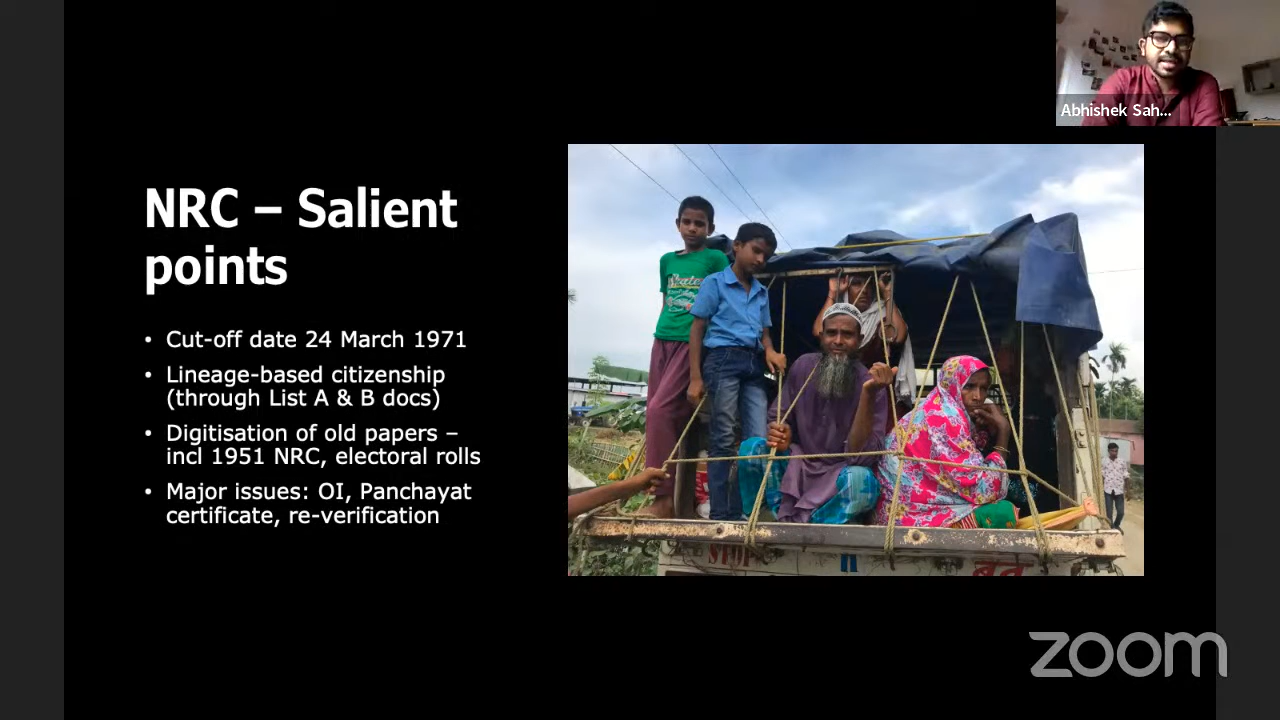 Abhishek Sah...
NRC – Salient
points
• Cut-off date 24 March 1971
• Lineage-based citizenship
(through List A & B docs)
• Digitisation of old papers –
incl 1951 NRC, electoral rolls
• Major issues: OI, Panchayat
certificate, re-verification
STOP
zoom